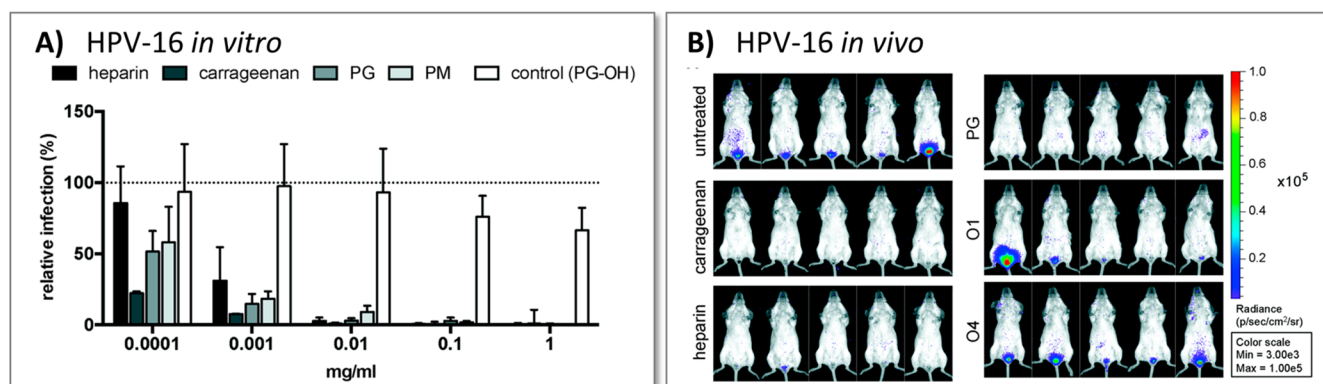 A) HPV-16 in vitro
heparin carrageenan PG PM control (PG-OH)
relative infection (%)
150
100
50
0
0.0001 0.001 0.01 0.1 1
mg/ml
B) HPV-16 in vivo
untreated
carrageenan
heparin
PG
O1
O4
1.0
0.8
0.6
0.4
0.2
x10⁵
Radiance
(p/sec/cm²/sr)
Color scale
Min = 3.00e3
Max = 1.00e5